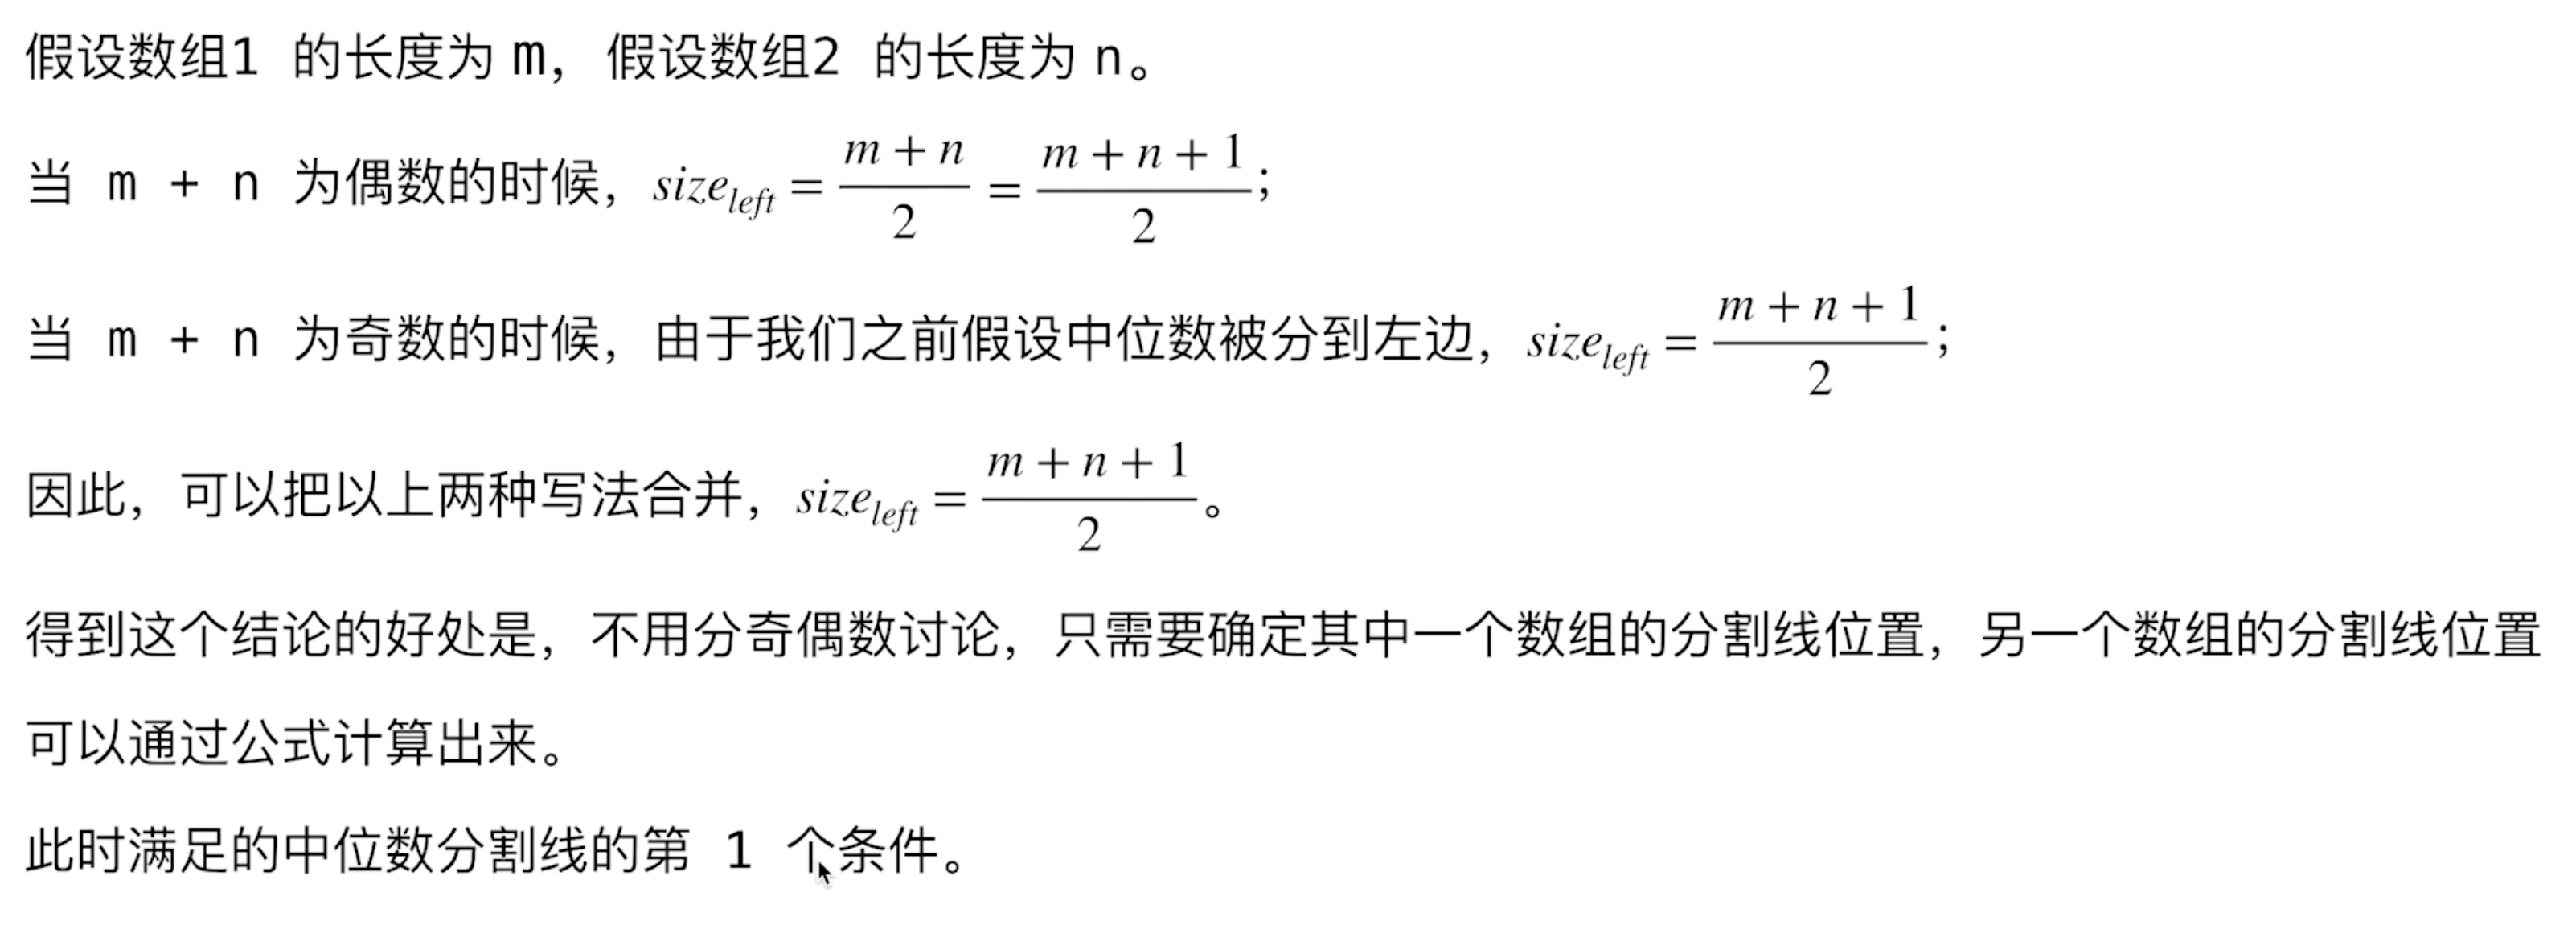 假设数组1 的长度为 m，假设数组2 的长度为 n。
当 m + n 为偶数的时候，size_{left} = \frac{m + n}{2} = \frac{m + n + 1}{2}；
当 m + n 为奇数的时候，由于我们之前假设中位数被分到左边，size_{left} = \frac{m + n + 1}{2}；
因此，可以把以上两种写法合并，size_{left} = \frac{m + n + 1}{2}。
得到这个结论的好处是，不用分奇偶数讨论，只需要确定其中一个数组的分割线位置，另一个数组的分割线位置
可以通过公式计算出来。
此时满足的中位数分割线的第 1 个条件。